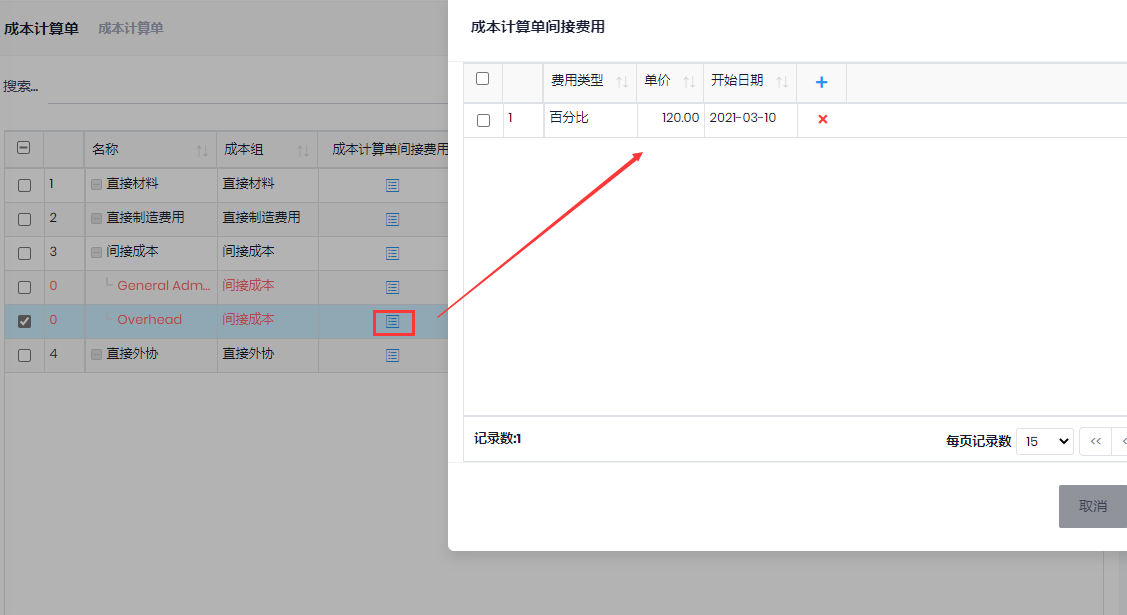 成本计算单 成本计算单
搜索...
名称 成本组 成本计算单间接费用
1 直接材料 直接材料
2 直接制造费用 直接制造费用
3 间接成本 间接成本
0 General Adm... 间接成本
0 Overhead 间接成本
4 直接外协 直接外协
成本计算单间接费用
费用类型 单价 开始日期 +
1 百分比 120.00 2021-03-10
记录数:1 每页记录数 15 << <
取消